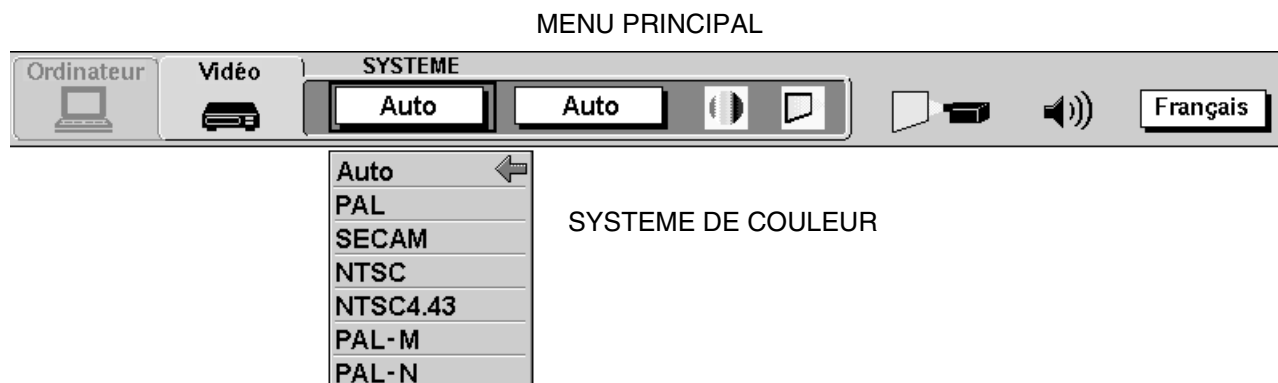 MENU PRINCIPAL
Ordinateur Vidéo SYSTEME
Auto Auto Français
Auto
PAL
SYSTEME DE COULEUR
SECAM
NTSC
NTSC4.43
PAL-M
PAL-N